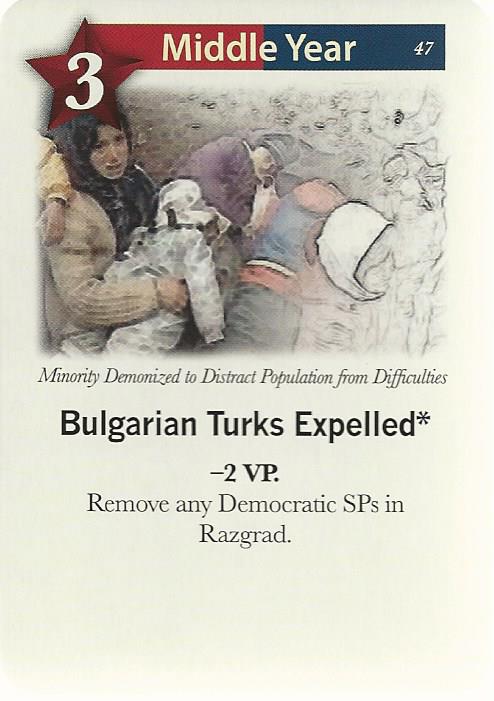 3
Middle Year
47
Minority Demonized to Distract Population from Difficulties
Bulgarian Turks Expelled*
–2 VP.
Remove any Democratic SPs in
Razgrad.